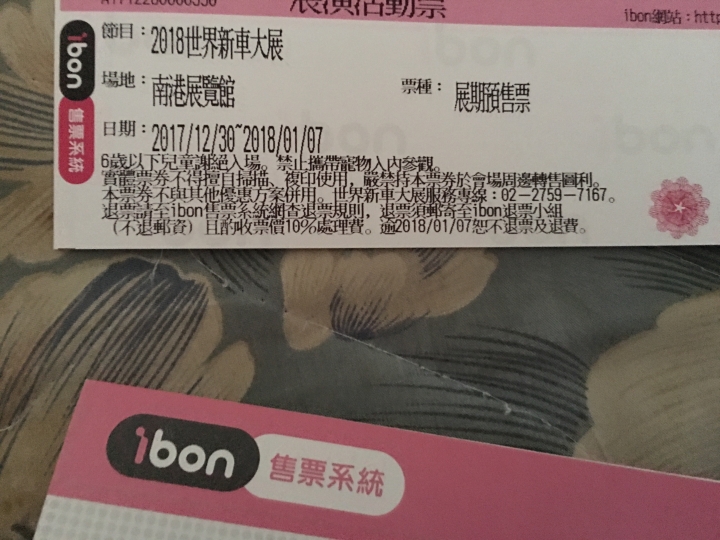 展演活動票
ibon網站：http
ibon
售票系統
節目：2018世界新車大展
場地：南港展覽館
票種：展期預售票
日期：2017/12/30~2018/01/07
6歲以下兒童謝絕入場。禁止攜帶寵物入內參觀。
實體票券不得擅自掃描、複印使用，嚴禁持本票券於會場周邊轉售圖利。
本票券不與其他優惠方案併用。世界新車大展服務專線：02－2759－7167。
退票請至ibon售票系統網查退票規則，退票須郵寄至ibon退票小組
(不退郵資) 且酌收票價10%處理費。逾2018/01/07恕不退票及退費。
ibon 售票系統